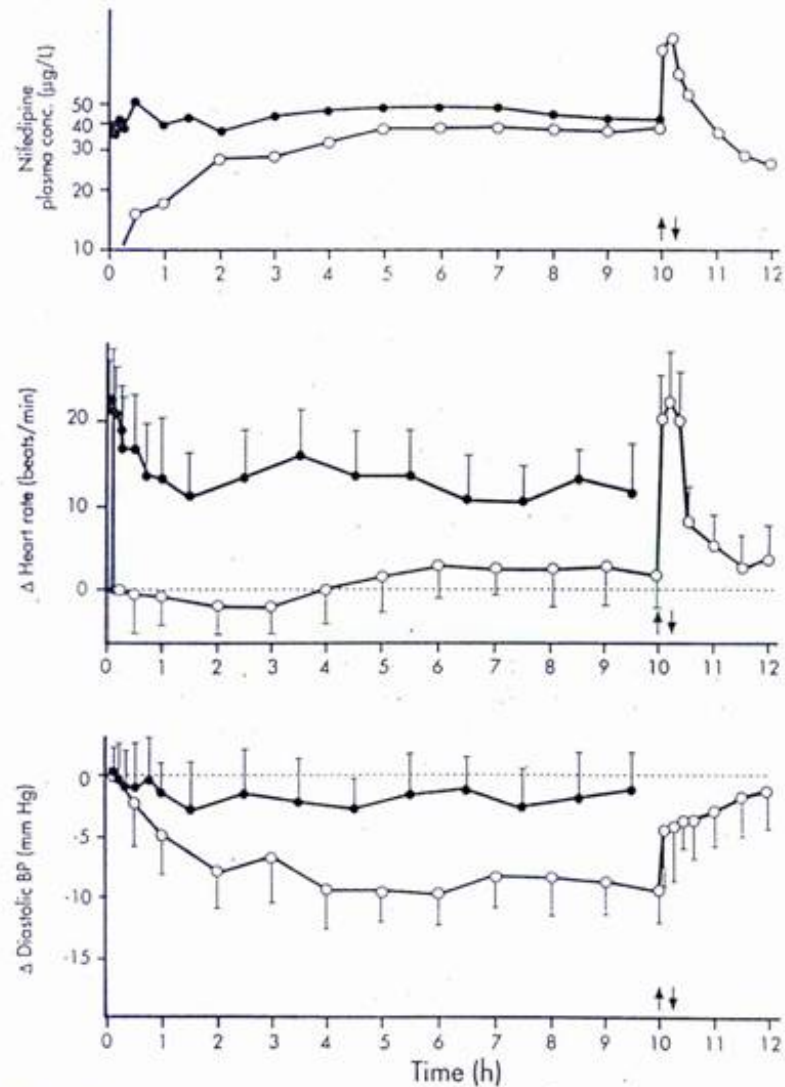 Nifedipine
plasma conc. (μg/L)
50
40
30
20
10
0 1 2 3 4 5 6 7 8 9 10 11 12
Δ Heart rate (beats/min)
20
10
0
0 1 2 3 4 5 6 7 8 9 10 11 12
Δ Diastolic BP (mm Hg)
0
-5
-10
-15
0 1 2 3 4 5 6 7 8 9 10 11 12
Time (h)